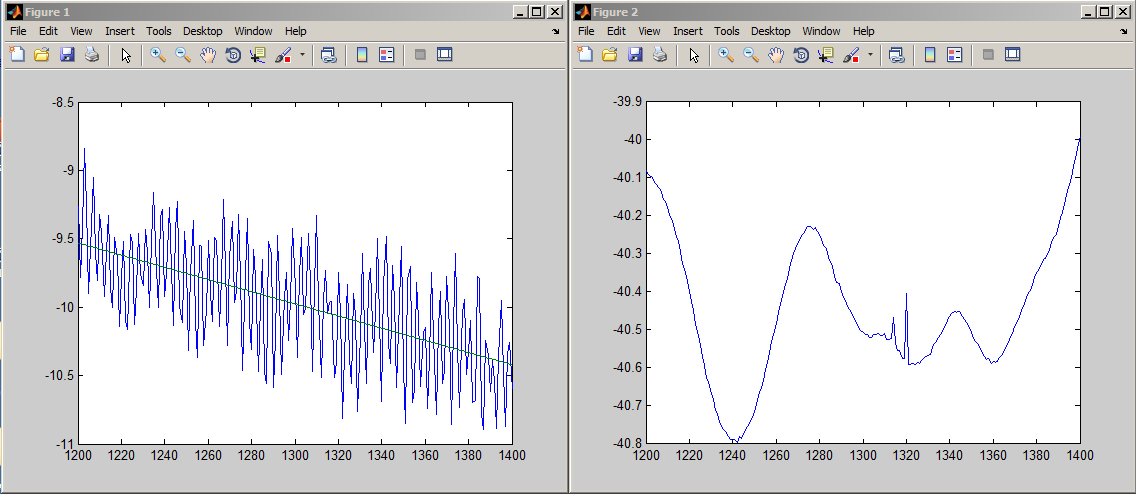 Figure 1
File Edit View Insert Tools Desktop Window Help
-8.5
-9
-9.5
-10
-10.5
-11
1200 1220 1240 1260 1280 1300 1320 1340 1360 1380 1400
Figure 2
File Edit View Insert Tools Desktop Window Help
-39.9
-40
-40.1
-40.2
-40.3
-40.4
-40.5
-40.6
-40.7
-40.8
1200 1220 1240 1260 1280 1300 1320 1340 1360 1380 1400